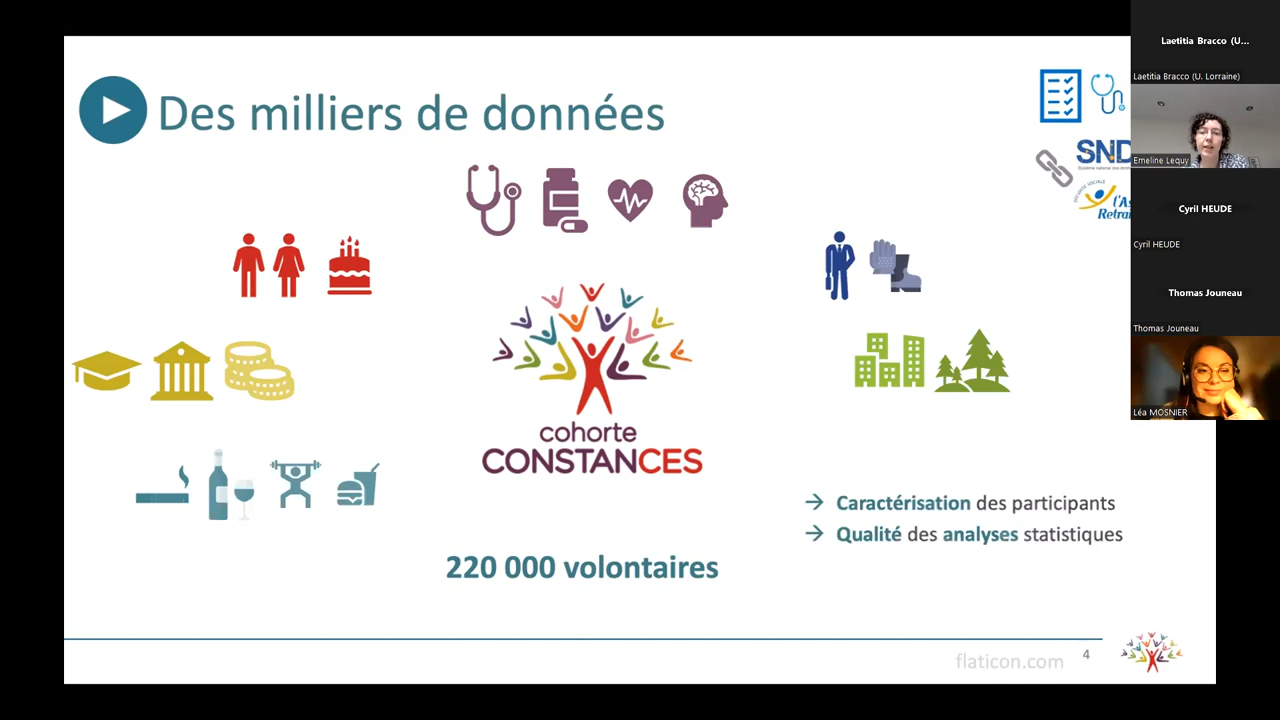 Des milliers de données
SND
cohorte
CONSTANCES
→ Caractérisation des participants
→ Qualité des analyses statistiques
220 000 volontaires
flaticon.com
4
Laetitia Bracco (U...
Laetitia Bracco (U. Lorraine)
Emeline Lequy
Cyril HEUDE
Cyril HEUDE
Thomas Jouneau
Thomas Jouneau
Léa MOSNIER